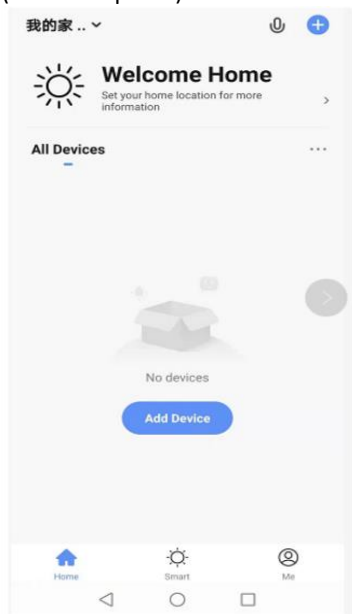 我的家 ..
Welcome Home
Set your home location for more
information
All Devices
No devices
Add Device
Home
Smart
Me